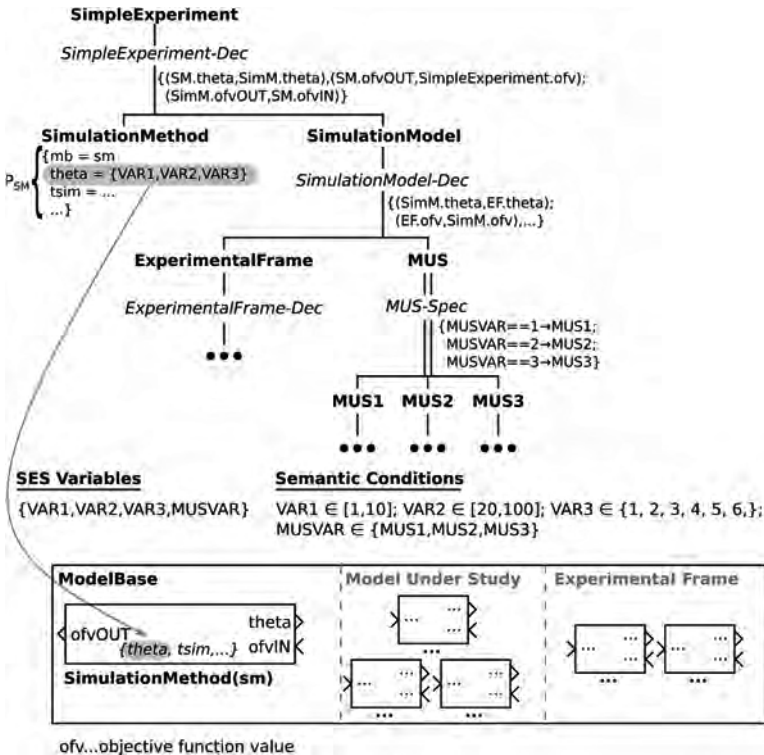 SimpleExperiment
SimpleExperiment-Dec
{(SM.theta,SimM.theta),(SM.ofvOUT,SimpleExperiment.ofv);
(SimM.ofvOUT,SM.ofvIN)}
SimulationMethod
SimulationModel
PSM
{mb = sm
theta = {VAR1,VAR2,VAR3}
tsim = ...
...}
SimulationModel-Dec
{(SimM.theta,EF.theta);
(EF.ofv,SimM.ofv),...}
ExperimentalFrame
MUS
ExperimentalFrame-Dec
MUS-Spec
{MUSVAR==1→MUS1;
MUSVAR==2→MUS2;
MUSVAR==3→MUS3}
MUS1 MUS2 MUS3
SES Variables
{VAR1,VAR2,VAR3,MUSVAR}
Semantic Conditions
VAR1 ∈ [1,10]; VAR2 ∈ [20,100]; VAR3 ∈ {1, 2, 3, 4, 5, 6,};
MUSVAR ∈ {MUS1,MUS2,MUS3}
ModelBase
ofvOUT
theta
{theta, tsim,...}
ofvIN
SimulationMethod(sm)
Model Under Study
... ...
...
...
... ...
...
... ...
...
... ...
Experimental Frame
... ...
...
... ...
...
... ...
ofv...objective function value